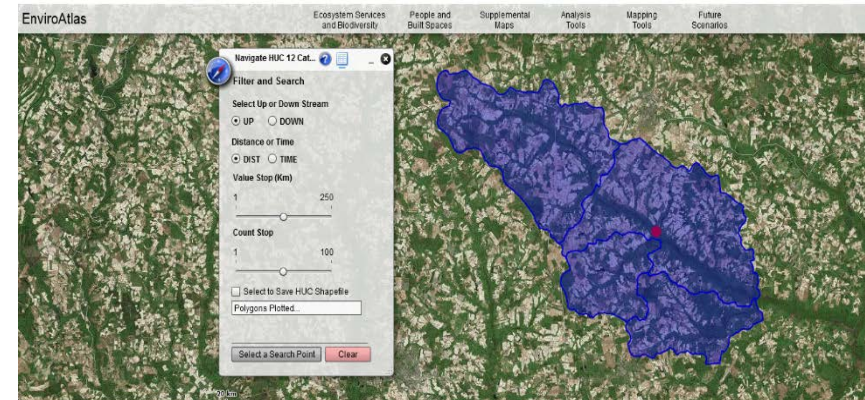 EnviroAtlas
Ecosystem Services
and Biodiversity
People and
Built Spaces
Supplemental
Maps
Analysis
Tools
Mapping
Tools
Future
Scenarios
Navigate HUC 12 Cat...
Filter and Search
Select Up or Down Stream
UP DOWN
Distance or Time
DIST TIME
Value Stop (Km)
1 250
Count Stop
1 100
Select to Save HUC Shapefile
Polygons Plotted...
Select a Search Point Clear
20 km